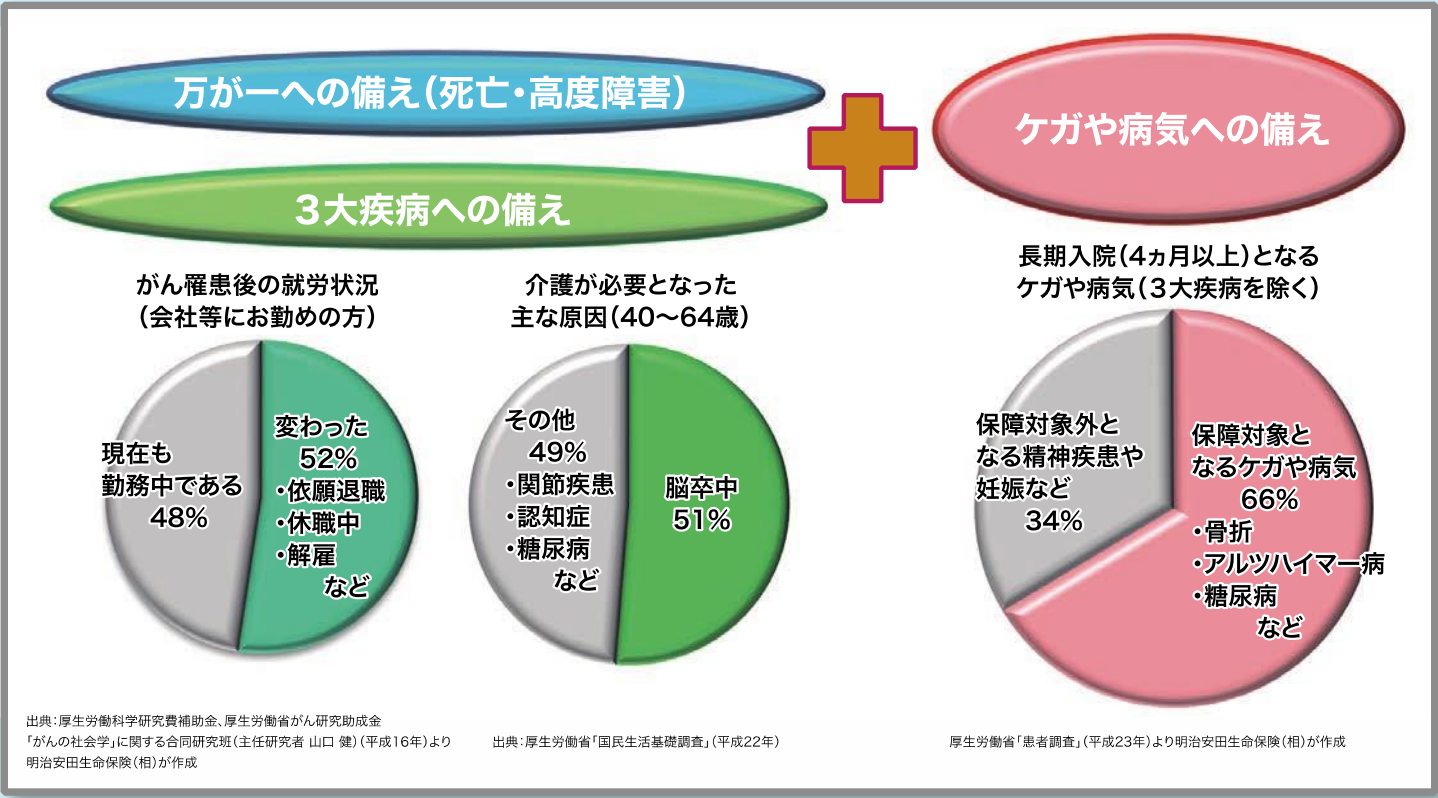 万が一への備え(死亡・高度障害)
3大疾病への備え
ケガや病気への備え
がん罹患後の就労状況
(会社等にお勤めの方)
現在も
勤務中である
48%
変わった
52%
・依願退職
・休職中
・解雇
など
介護が必要となった
主な原因(40〜64歳)
その他
49%
・関節疾患
・認知症
・糖尿病
など
脳卒中
51%
長期入院(4ヵ月以上)となる
ケガや病気(3大疾病を除く)
保障対象外と
なる精神疾患や
妊娠など
34%
保障対象と
なるケガや病気
66%
・骨折
・アルツハイマー病
・糖尿病
など
出典:厚生労働科学研究費補助金、厚生労働省がん研究助成金
「がんの社会学」に関する合同研究班(主任研究者 山口 健)(平成16年)より
明治安田生命保険(相)が作成
出典:厚生労働省「国民生活基礎調査」(平成22年)
厚生労働省「患者調査」(平成23年)より明治安田生命保険(相)が作成